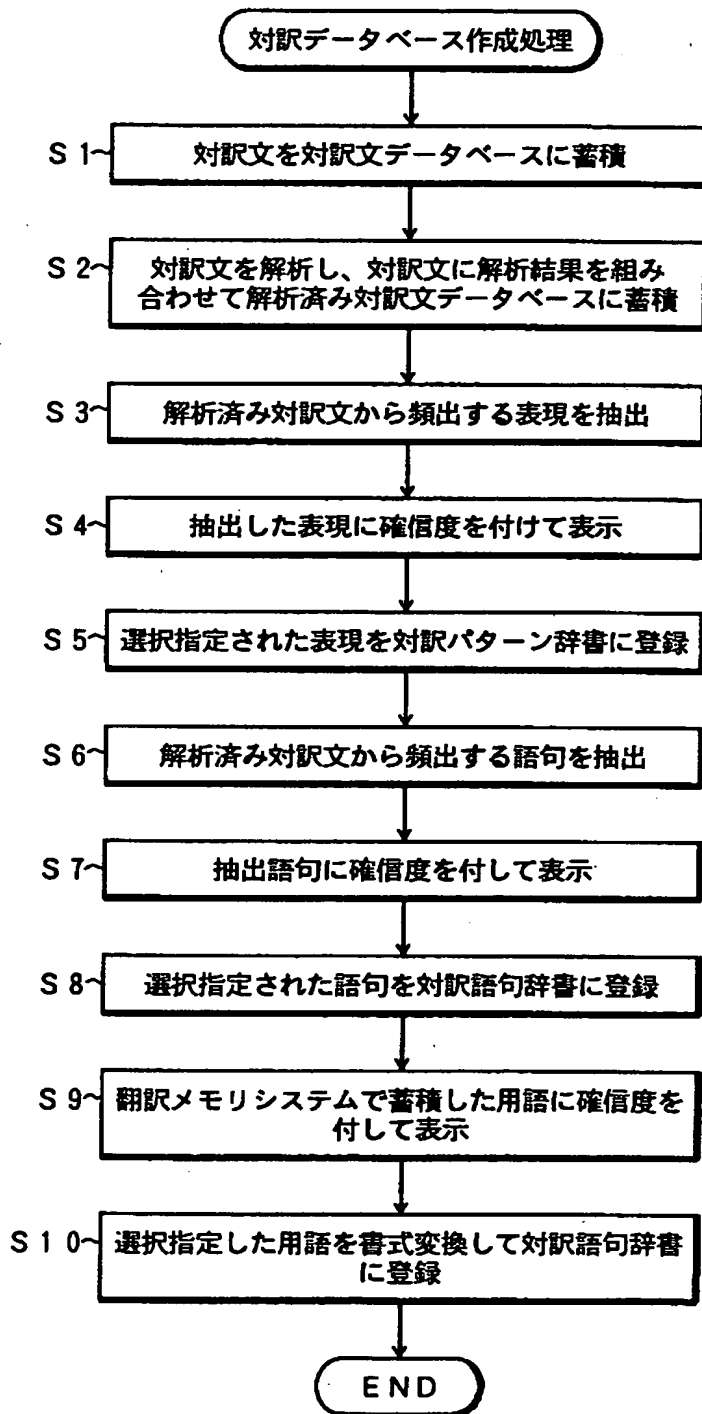 対訳データベース作成処理
S1~ 対訳文を対訳文データベースに蓄積
S2~ 対訳文を解析し、対訳文に解析結果を組み
合わせて解析済み対訳文データベースに蓄積
S3~ 解析済み対訳文から頻出する表現を抽出
S4~ 抽出した表現に確信度を付けて表示
S5~ 選択指定された表現を対訳パターン辞書に登録
S6~ 解析済み対訳文から頻出する語句を抽出
S7~ 抽出語句に確信度を付して表示
S8~ 選択指定された語句を対訳語句辞書に登録
S9~ 翻訳メモリシステムで蓄積した用語に確信度を
付して表示
S10~ 選択指定した用語を書式変換して対訳語句辞書
に登録
END